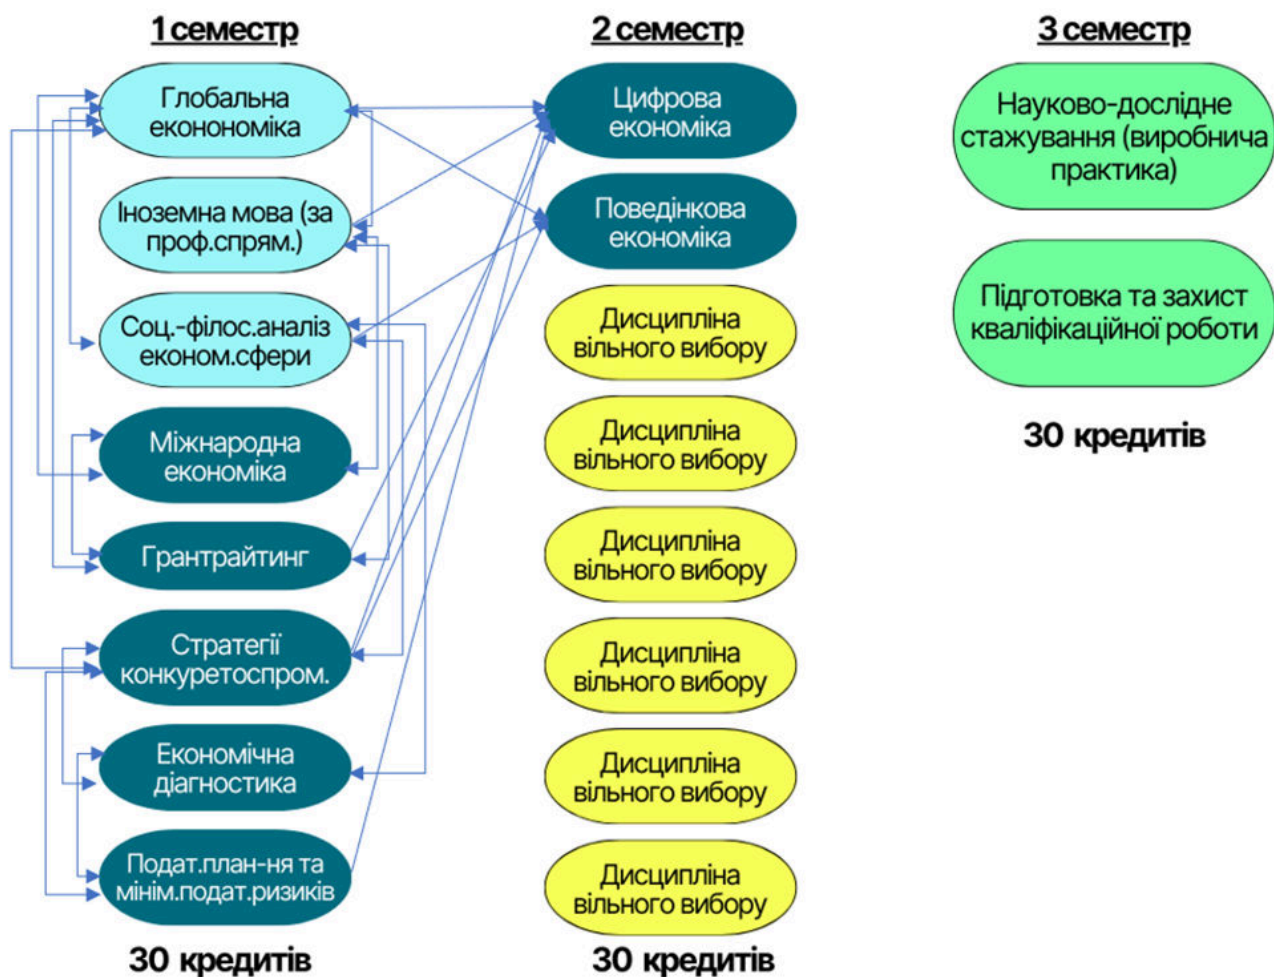 1 семестр
Глобальна
економоміка
Іноземна мова (за
проф.спрям.)
Соц.-філос.аналіз
економ.сфери
Міжнародна
економіка
Грантрайтинг
Стратегії
конкуретоспром.
Економічна
діагностика
Подат.план-ня та
мінім.подат.ризиків
30 кредитів
2 семестр
Цифрова
економіка
Поведінкова
економіка
Дисципліна
вільного вибору
Дисципліна
вільного вибору
Дисципліна
вільного вибору
Дисципліна
вільного вибору
Дисципліна
вільного вибору
Дисципліна
вільного вибору
30 кредитів
3 семестр
Науково-дослідне
стажування (виробнича
практика)
Підготовка та захист
кваліфікаційної роботи
30 кредитів